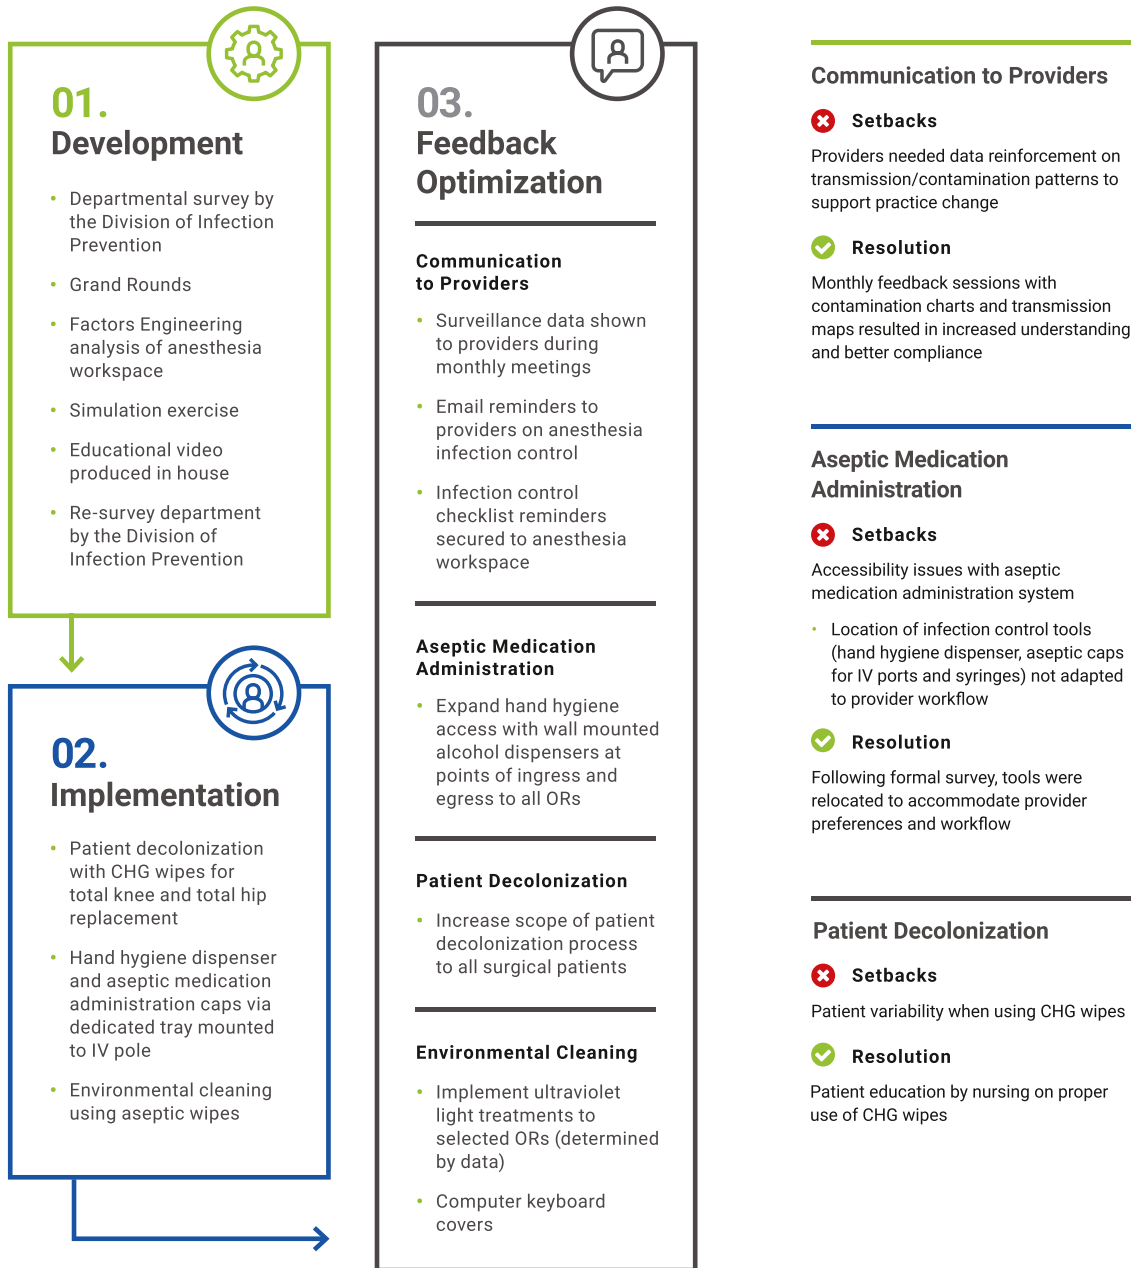 01.
Development
• Departmental survey by
the Division of Infection
Prevention
• Grand Rounds
• Factors Engineering
analysis of anesthesia
workspace
• Simulation exercise
• Educational video
produced in house
• Re-survey department
by the Division of
Infection Prevention
02.
Implementation
• Patient decolonization
with CHG wipes for
total knee and total hip
replacement
• Hand hygiene dispenser
and aseptic medication
administration caps via
dedicated tray mounted
to IV pole
• Environmental cleaning
using aseptic wipes
03.
Feedback
Optimization
Communication
to Providers
• Surveillance data shown
to providers during
monthly meetings
• Email reminders to
providers on anesthesia
infection control
• Infection control
checklist reminders
secured to anesthesia
workspace
Aseptic Medication
Administration
• Expand hand hygiene
access with wall mounted
alcohol dispensers at
points of ingress and
egress to all ORs
Patient Decolonization
• Increase scope of patient
decolonization process
to all surgical patients
Environmental Cleaning
• Implement ultraviolet
light treatments to
selected ORs (determined
by data)
• Computer keyboard
covers
Communication to Providers
Setbacks
Providers needed data reinforcement on
transmission/contamination patterns to
support practice change
Resolution
Monthly feedback sessions with
contamination charts and transmission
maps resulted in increased understanding
and better compliance
Aseptic Medication
Administration
Setbacks
Accessibility issues with aseptic
medication administration system
• Location of infection control tools
(hand hygiene dispenser, aseptic caps
for IV ports and syringes) not adapted
to provider workflow
Resolution
Following formal survey, tools were
relocated to accommodate provider
preferences and workflow
Patient Decolonization
Setbacks
Patient variability when using CHG wipes
Resolution
Patient education by nursing on proper
use of CHG wipes